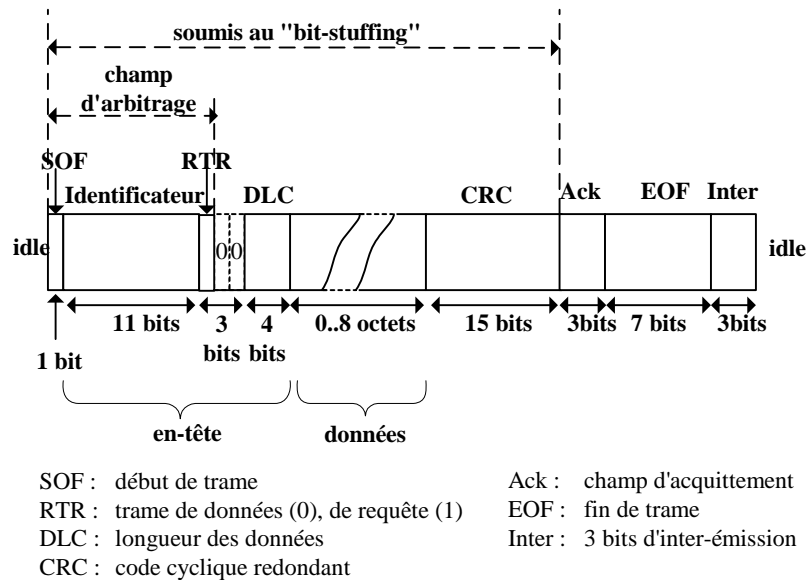 soumis au "bit-stuffing"
champ
d'arbitrage
SOF
RTR
Identificateur
DLC
CRC
Ack
EOF
Inter
idle
00
idle
11 bits
3
bits
4
bits
0..8 octets
15 bits
3bits
7 bits
3bits
1 bit
en-tête
données
SOF : début de trame
RTR : trame de données (0), de requête (1)
DLC : longueur des données
CRC : code cyclique redondant
Ack : champ d'acquittement
EOF : fin de trame
Inter : 3 bits d'inter-émission